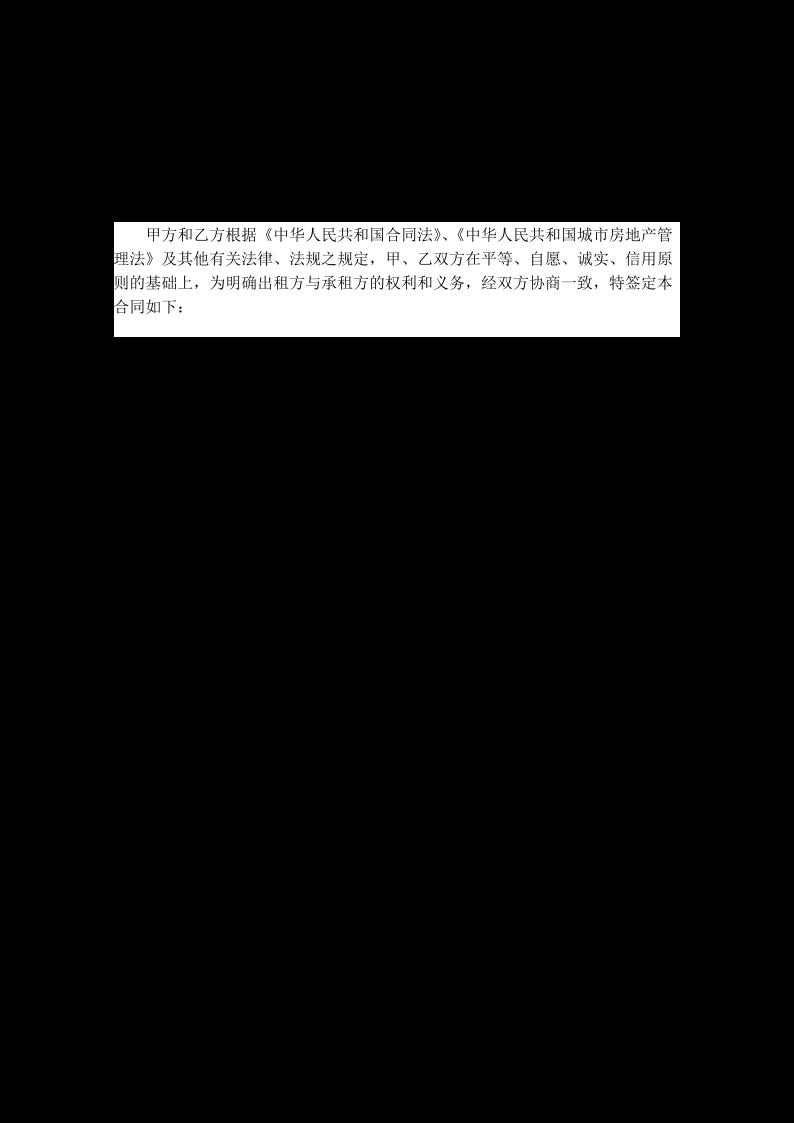 甲方和乙方根据《中华人民共和国合同法》、《中华人民共和国城市房地产管
理法》及其他有关法律、法规之规定，甲、乙双方在平等、自愿、诚实、信用原
则的基础上，为明确出租方与承租方的权利和义务，经双方协商一致，特签定本
合同如下：